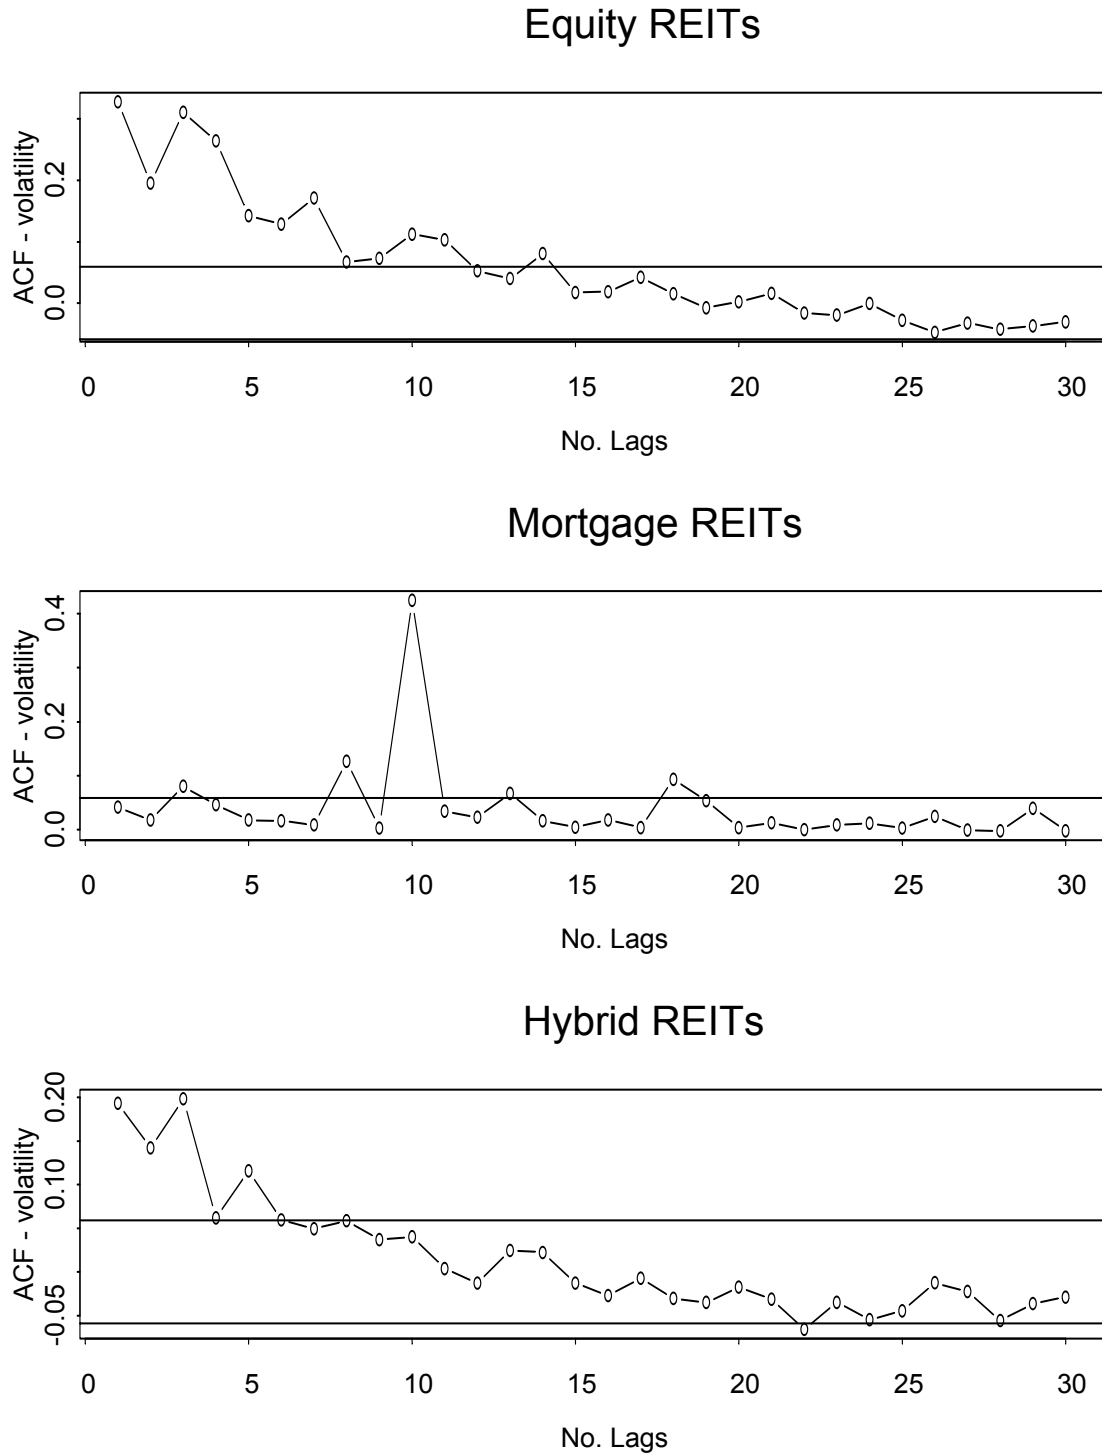 Equity REITs
ACF - volatility
0.2
0.0
0 5 10 15 20 25 30
No. Lags
Mortgage REITs
ACF - volatility
0.4
0.2
0.0
0 5 10 15 20 25 30
No. Lags
Hybrid REITs
ACF - volatility
0.20
0.10
-0.05
0 5 10 15 20 25 30
No. Lags